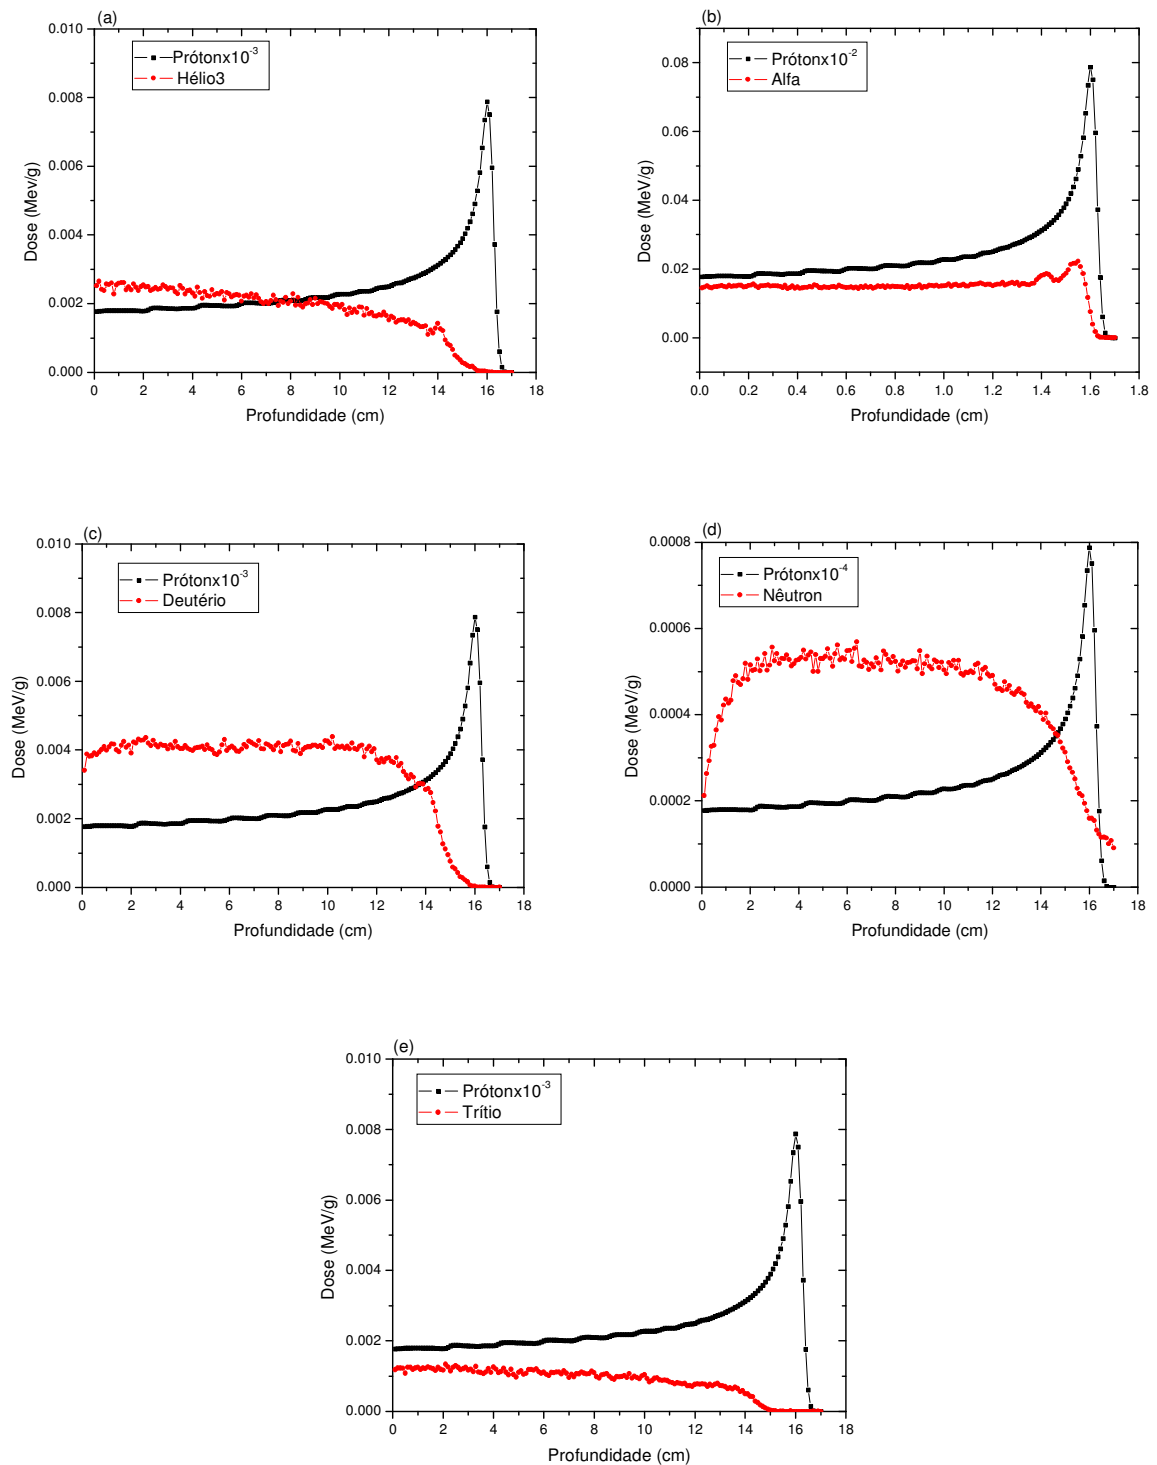 (a)
0.010
0.008
0.006
0.004
0.002
0.000
Dose (Mev/g)
Prótonx10⁻³
Hélio3
0 2 4 6 8 10 12 14 16 18
Profundidade (cm)
(b)
0.08
0.06
0.04
0.02
0.00
Dose (MeV/g)
Prótonx10⁻²
Alfa
0.0 0.2 0.4 0.6 0.8 1.0 1.2 1.4 1.6 1.8
Profundidade (cm)
(c)
0.010
0.008
0.006
0.004
0.002
0.000
Dose (MeV/g)
Prótonx10⁻³
Deutério
0 2 4 6 8 10 12 14 16 18
Profundidade (cm)
(d)
0.0008
0.0006
0.0004
0.0002
0.0000
Dose (MeV/g)
Prótonx10⁻⁴
Nêutron
0 2 4 6 8 10 12 14 16 18
Profundidade (cm)
(e)
0.010
0.008
0.006
0.004
0.002
0.000
Dose (MeV/g)
Prótonx10⁻³
Trítio
0 2 4 6 8 10 12 14 16 18
Profundidade (cm)